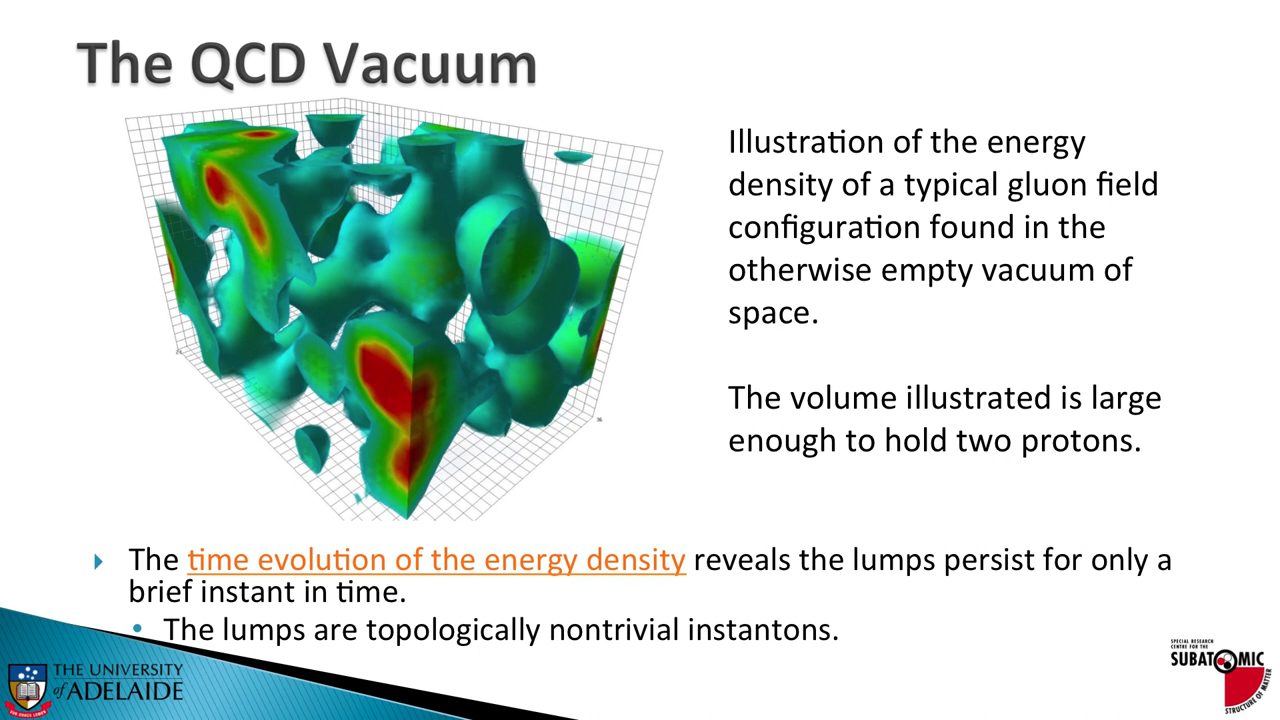 The QCD Vacuum
Illustration of the energy
density of a typical gluon field
configuration found in the
otherwise empty vacuum of
space.
The volume illustrated is large
enough to hold two protons.
The time evolution of the energy density reveals the lumps persist for only a
brief instant in time.
The lumps are topologically nontrivial instantons.
THE UNIVERSITY
of ADELAIDE
SPECIAL RESEARCH
CENTRE FOR THE
SUBATOMIC
STRUCTURE OF MATTER